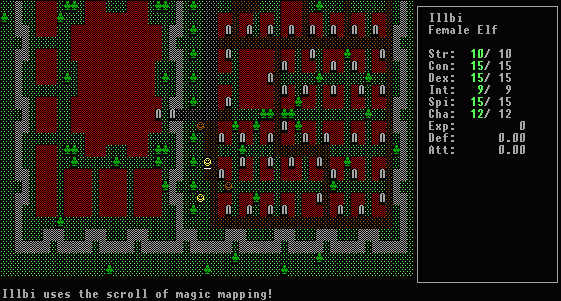 Illbi
Female Elf
Str: 10/ 10
Con: 15/ 15
Dex: 15/ 15
Int: 9/ 9
Spi: 15/ 15
Cha: 12/ 12
Exp: 0
Def: 0.00
Att: 0.00
Illbi uses the scroll of magic mapping!